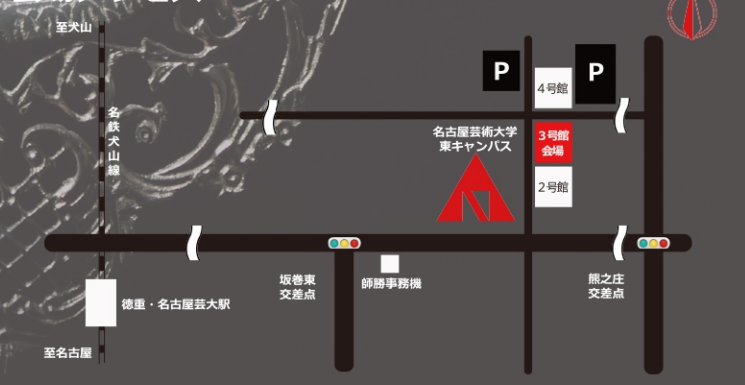 至犬山
名鉄犬山線
P
P
4号館
名古屋芸術大学
東キャンパス
3号館
会場
2号館
坂巻東
交差点
師勝事務機
熊之庄
交差点
徳重・名古屋芸大駅
至名古屋